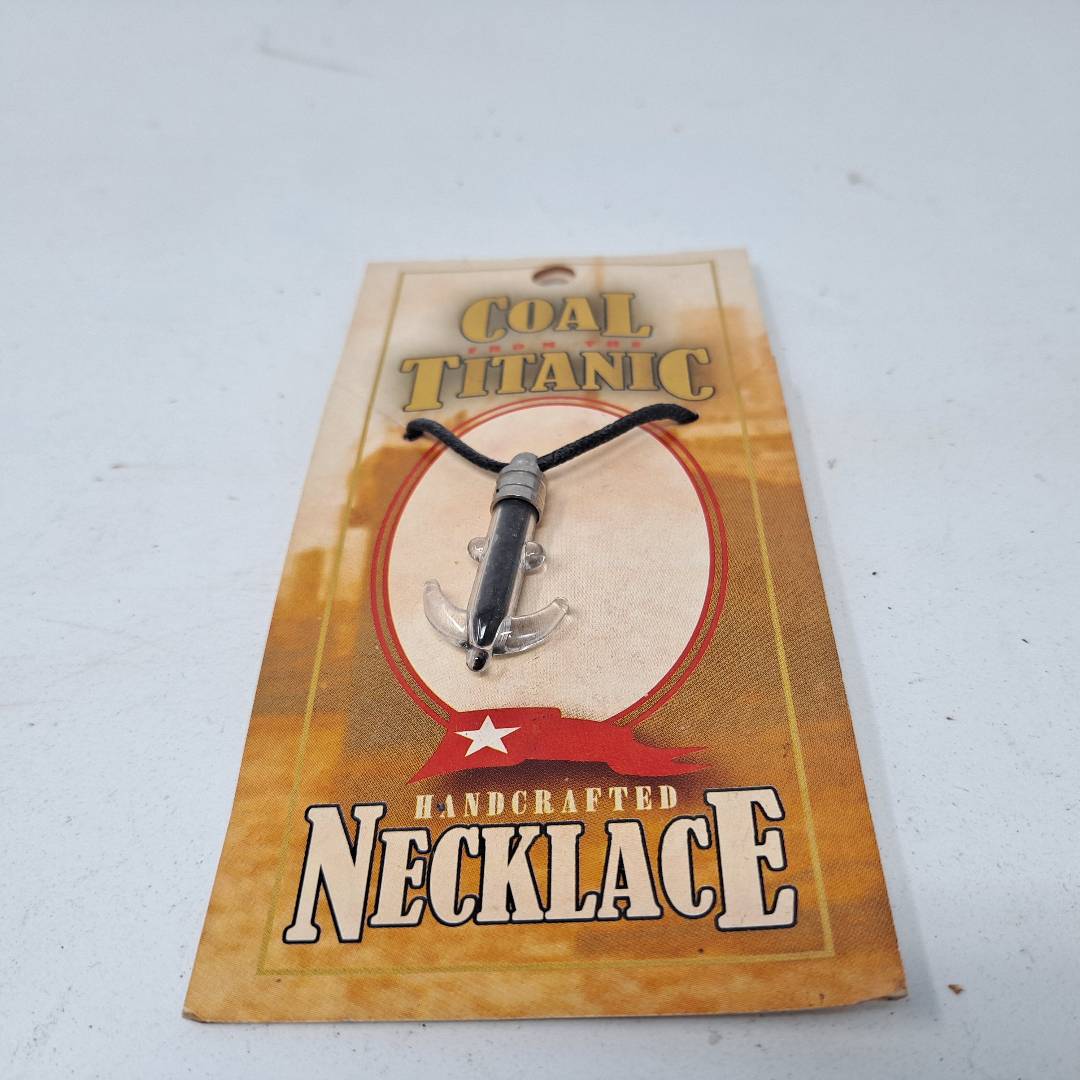 COAL
FROM THE
TITANIC
HANDCRAFTED
NECKLACE